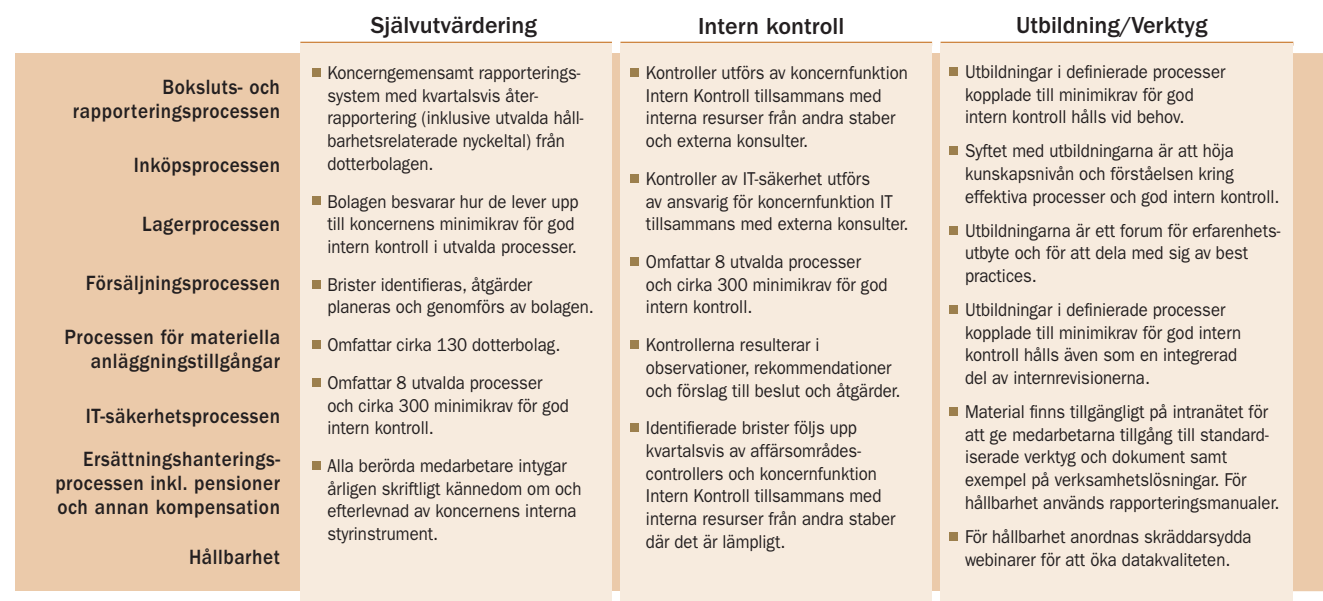 Självutvärdering
Intern kontroll
Utbildning/Verktyg
Boksluts- och
rapporteringsprocessen
Inköpsprocessen
Lagerprocessen
Försäljningsprocessen
Processen för materiella
anläggningstillgångar
IT-säkerhetsprocessen
Ersättningshanterings-
processen inkl. pensioner
och annan kompensation
Hållbarhet
Koncerngemensamt rapporterings-
system med kvartalsvis åter-
rapportering (inklusive utvalda håll-
barhetsrelaterade nyckeltal) från
dotterbolagen.
Bolagen besvarar hur de lever upp
till koncernens minimikrav för god
intern kontroll i utvalda processer.
Brister identifieras, åtgärder
planeras och genomförs av bolagen.
Omfattar cirka 130 dotterbolag.
Omfattar 8 utvalda processer
och cirka 300 minimikrav för god
intern kontroll.
Alla berörda medarbetare intygar
årligen skriftligt kännedom om och
efterlevnad av koncernens interna
styrinstrument.
Kontroller utförs av koncernfunktion
Intern Kontroll tillsammans med
interna resurser från andra staber
och externa konsulter.
Kontroller av IT-säkerhet utförs
av ansvarig för koncernfunktion IT
tillsammans med externa konsulter.
Omfattar 8 utvalda processer
och cirka 300 minimikrav för god
intern kontroll.
Kontrollerna resulterar i
observationer, rekommendationer
och förslag till beslut och åtgärder.
Identifierade brister följs upp
kvartalsvis av affärsområdes-
controllers och koncernfunktion
Intern Kontroll tillsammans med
interna resurser från andra staber
där det är lämpligt.
Utbildningar i definierade processer
kopplade till minimikrav för god
intern kontroll hålls vid behov.
Syftet med utbildningarna är att höja
kunskapsnivån och förståelsen kring
effektiva processer och god intern kontroll.
Utbildningarna är ett forum för erfarenhets-
utbyte och för att dela med sig av best
practices.
Utbildningar i definierade processer
kopplade till minimikrav för god intern
kontroll hålls även som en integrerad
del av internrevisionerna.
Material finns tillgängligt på intranätet för
att ge medarbetarna tillgång till standard-
iserade verktyg och dokument samt
exempel på verksamhetslösningar. För
hållbarhet används rapporteringsmanualer.
För hållbarhet anordnas skräddarsydda
webinarer för att öka datakvaliteten.